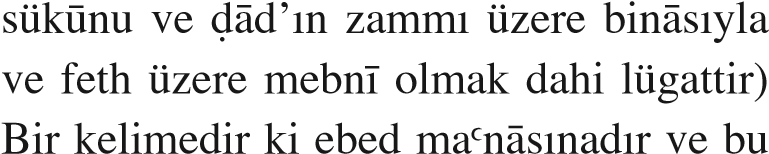 sükūnu ve ḍād’ın zammı üzere bināsıyla
ve feth üzere mebnī olmak dahi lügattir)
Bir kelimedir ki ebed maʿnāsınadır ve bu